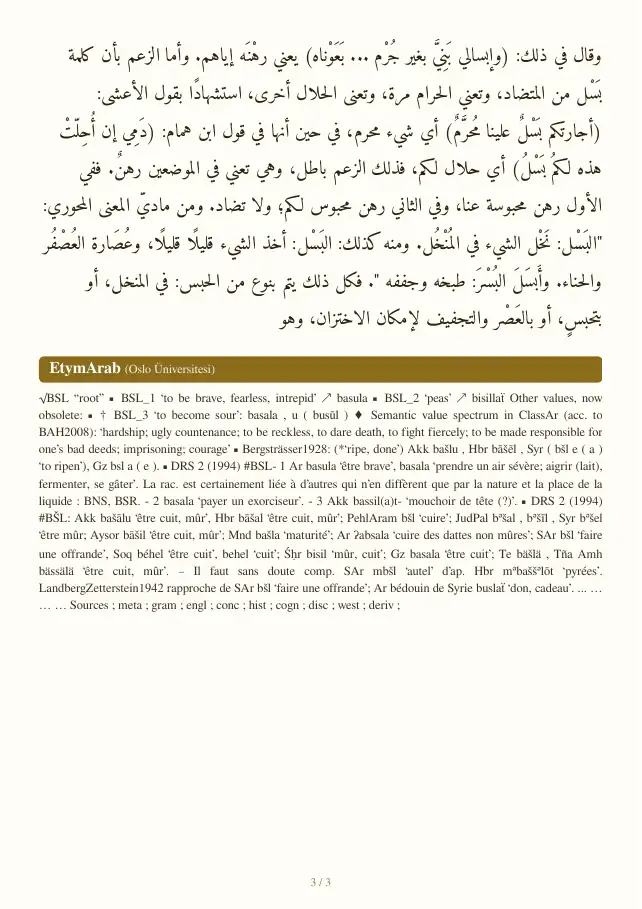 وقال في ذلك: (وإبسالي بَنِيَّ بغير جُرْم ... بَعَوْناه) يعني رهْنَه إياهم. وأما الزعم بأن كلمة
بَسْل من المتضاد، وتعني الحرام مرة، وتعنى الحلال أخرى، استشهادًا بقول الأعشى:
(أجارتكم بَسْلٌ علينا مُحرَّمٌ) أي شيء محرم، في حين أنها في قول ابن همام: (دَمِي إن أُحِلّتْ
هذه لكمُ بَسْلُ) أي حلال لكم، فذلك الزعم باطل، وهي تعني في الموضعين رهنٌ. ففي
الأول رهن محبوسة عنا، وفي الثاني رهن محبوس لكم؛ ولا تضاد. ومن ماديّ المعنى المحوري:
"البَسْل: نَخْل الشيء في المُنْخُل. ومنه كذلك: البَسْل: أخذ الشيء قليلًا قليلًا، وعُصَارة العُصْفُر
والحناء. وأَبسَلَ البُسْرَ: طبخه وجففه ". فكل ذلك يتم بنوع من الحبس: في المنخل، أو
بتحبسٍ، أو بالعَصْر والتجفيف لإمكان الاختزان، وهو
EtymArab (Oslo Üniversitesi)
√BSL “root” ▪ BSL_1 ‘to be brave, fearless, intrepid’ ↗ basula ▪ BSL_2 ‘peas’ ↗ bisillaẗ Other values, now
obsolete: ▪ † BSL_3 ‘to become sour’: basala , u ( busūl ) ♦ Semantic value spectrum in ClassAr (acc. to
BAH2008): ‘hardship; ugly countenance; to be reckless, to dare death, to fight fiercely; to be made responsible for
one’s bad deeds; imprisoning; courage’ ▪ Bergsträsser1928: (*‘ripe, done’) Akk bašlu , Hbr bāšēl , Syr ( bšl e ( a )
‘to ripen’), Gz bsl a ( e ). ▪ DRS 2 (1994) #BSL- 1 Ar basula ‘être brave’, basala ‘prendre un air sévère; aigrir (lait),
fermenter, se gâter’. La rac. est certainement liée à d’autres qui n’en diffèrent que par la nature et la place de la
liquide : BNS, BSR. - 2 basala ‘payer un exorciseur’. - 3 Akk bassil(a)t- ‘mouchoir de tête (?)’. ▪ DRS 2 (1994)
#BŠL: Akk bašālu ‘être cuit, mûr’, Hbr bāšal ‘être cuit, mûr’; PehlAram bšl ‘cuire’; JudPal bᵊšal , bᵊšīl , Syr bᵊšel
‘être mûr; Aysor bāšil ‘être cuit, mûr’; Mnd bašla ‘maturité’; Ar ʔabsala ‘cuire des dattes non mûres’; SAr bšl ‘faire
une offrande’, Soq béhel ‘être cuit’, behel ‘cuit’; Śḥr bisil ‘mûr, cuit’; Gz basala ‘être cuit’; Te bäšlä , Tña Amh
bässälä ‘être cuit, mûr’. – Il faut sans doute comp. SAr mbšl ‘autel’ d’ap. Hbr mᵊbaššᵊlōt ‘pyrées’.
LandbergZetterstein1942 rapproche de SAr bšl ‘faire une offrande’; Ar bédouin de Syrie buslaẗ ‘don, cadeau’. ... …
… … Sources ; meta ; gram ; engl ; conc ; hist ; cogn ; disc ; west ; deriv ;
3 / 3